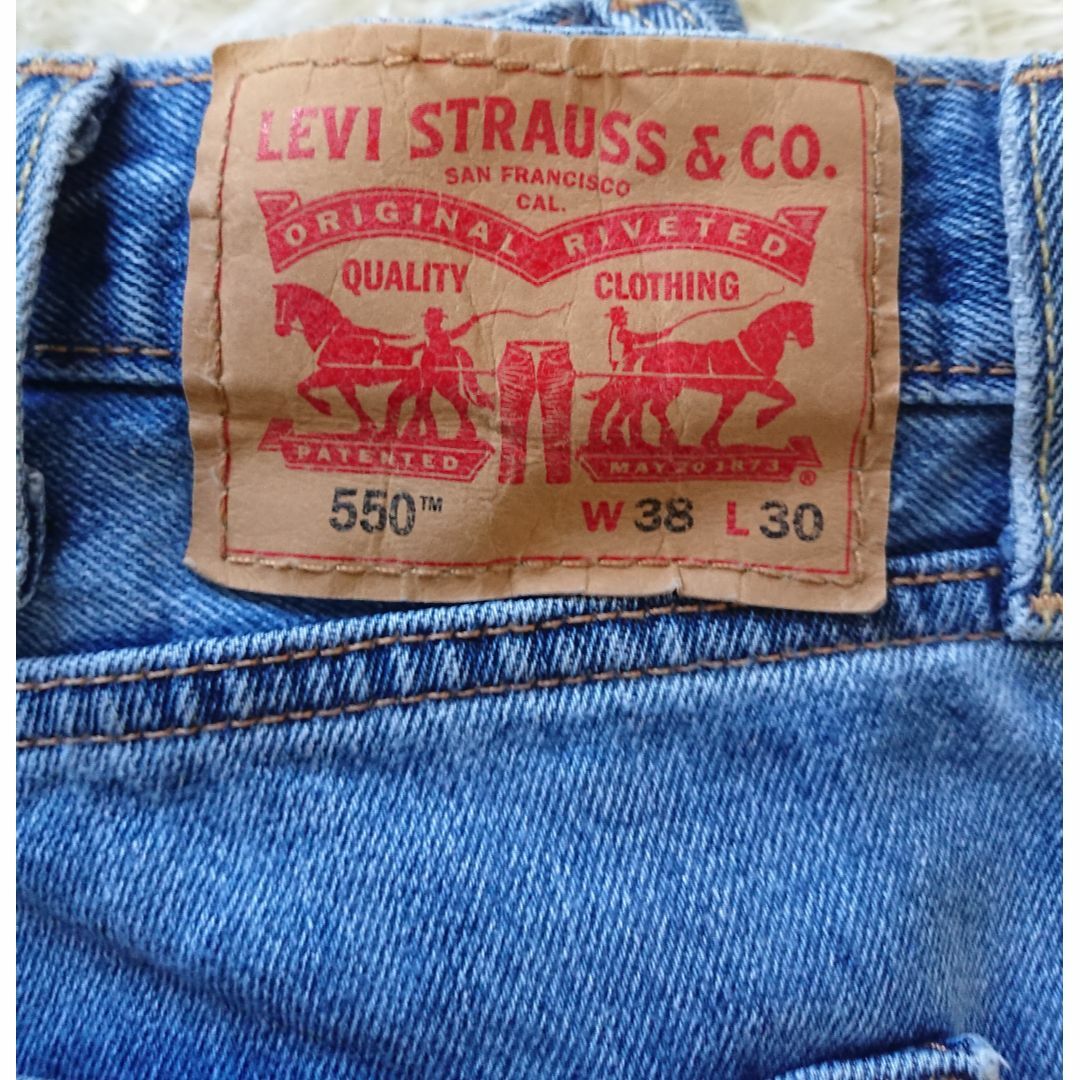 LEVI STRAUSS & CO.
SAN FRANCISCO
CAL.
ORIGINAL RIVETED
QUALITY CLOTHING
PATENTED MAY 20 1873 ®
550™ W 38 L 30